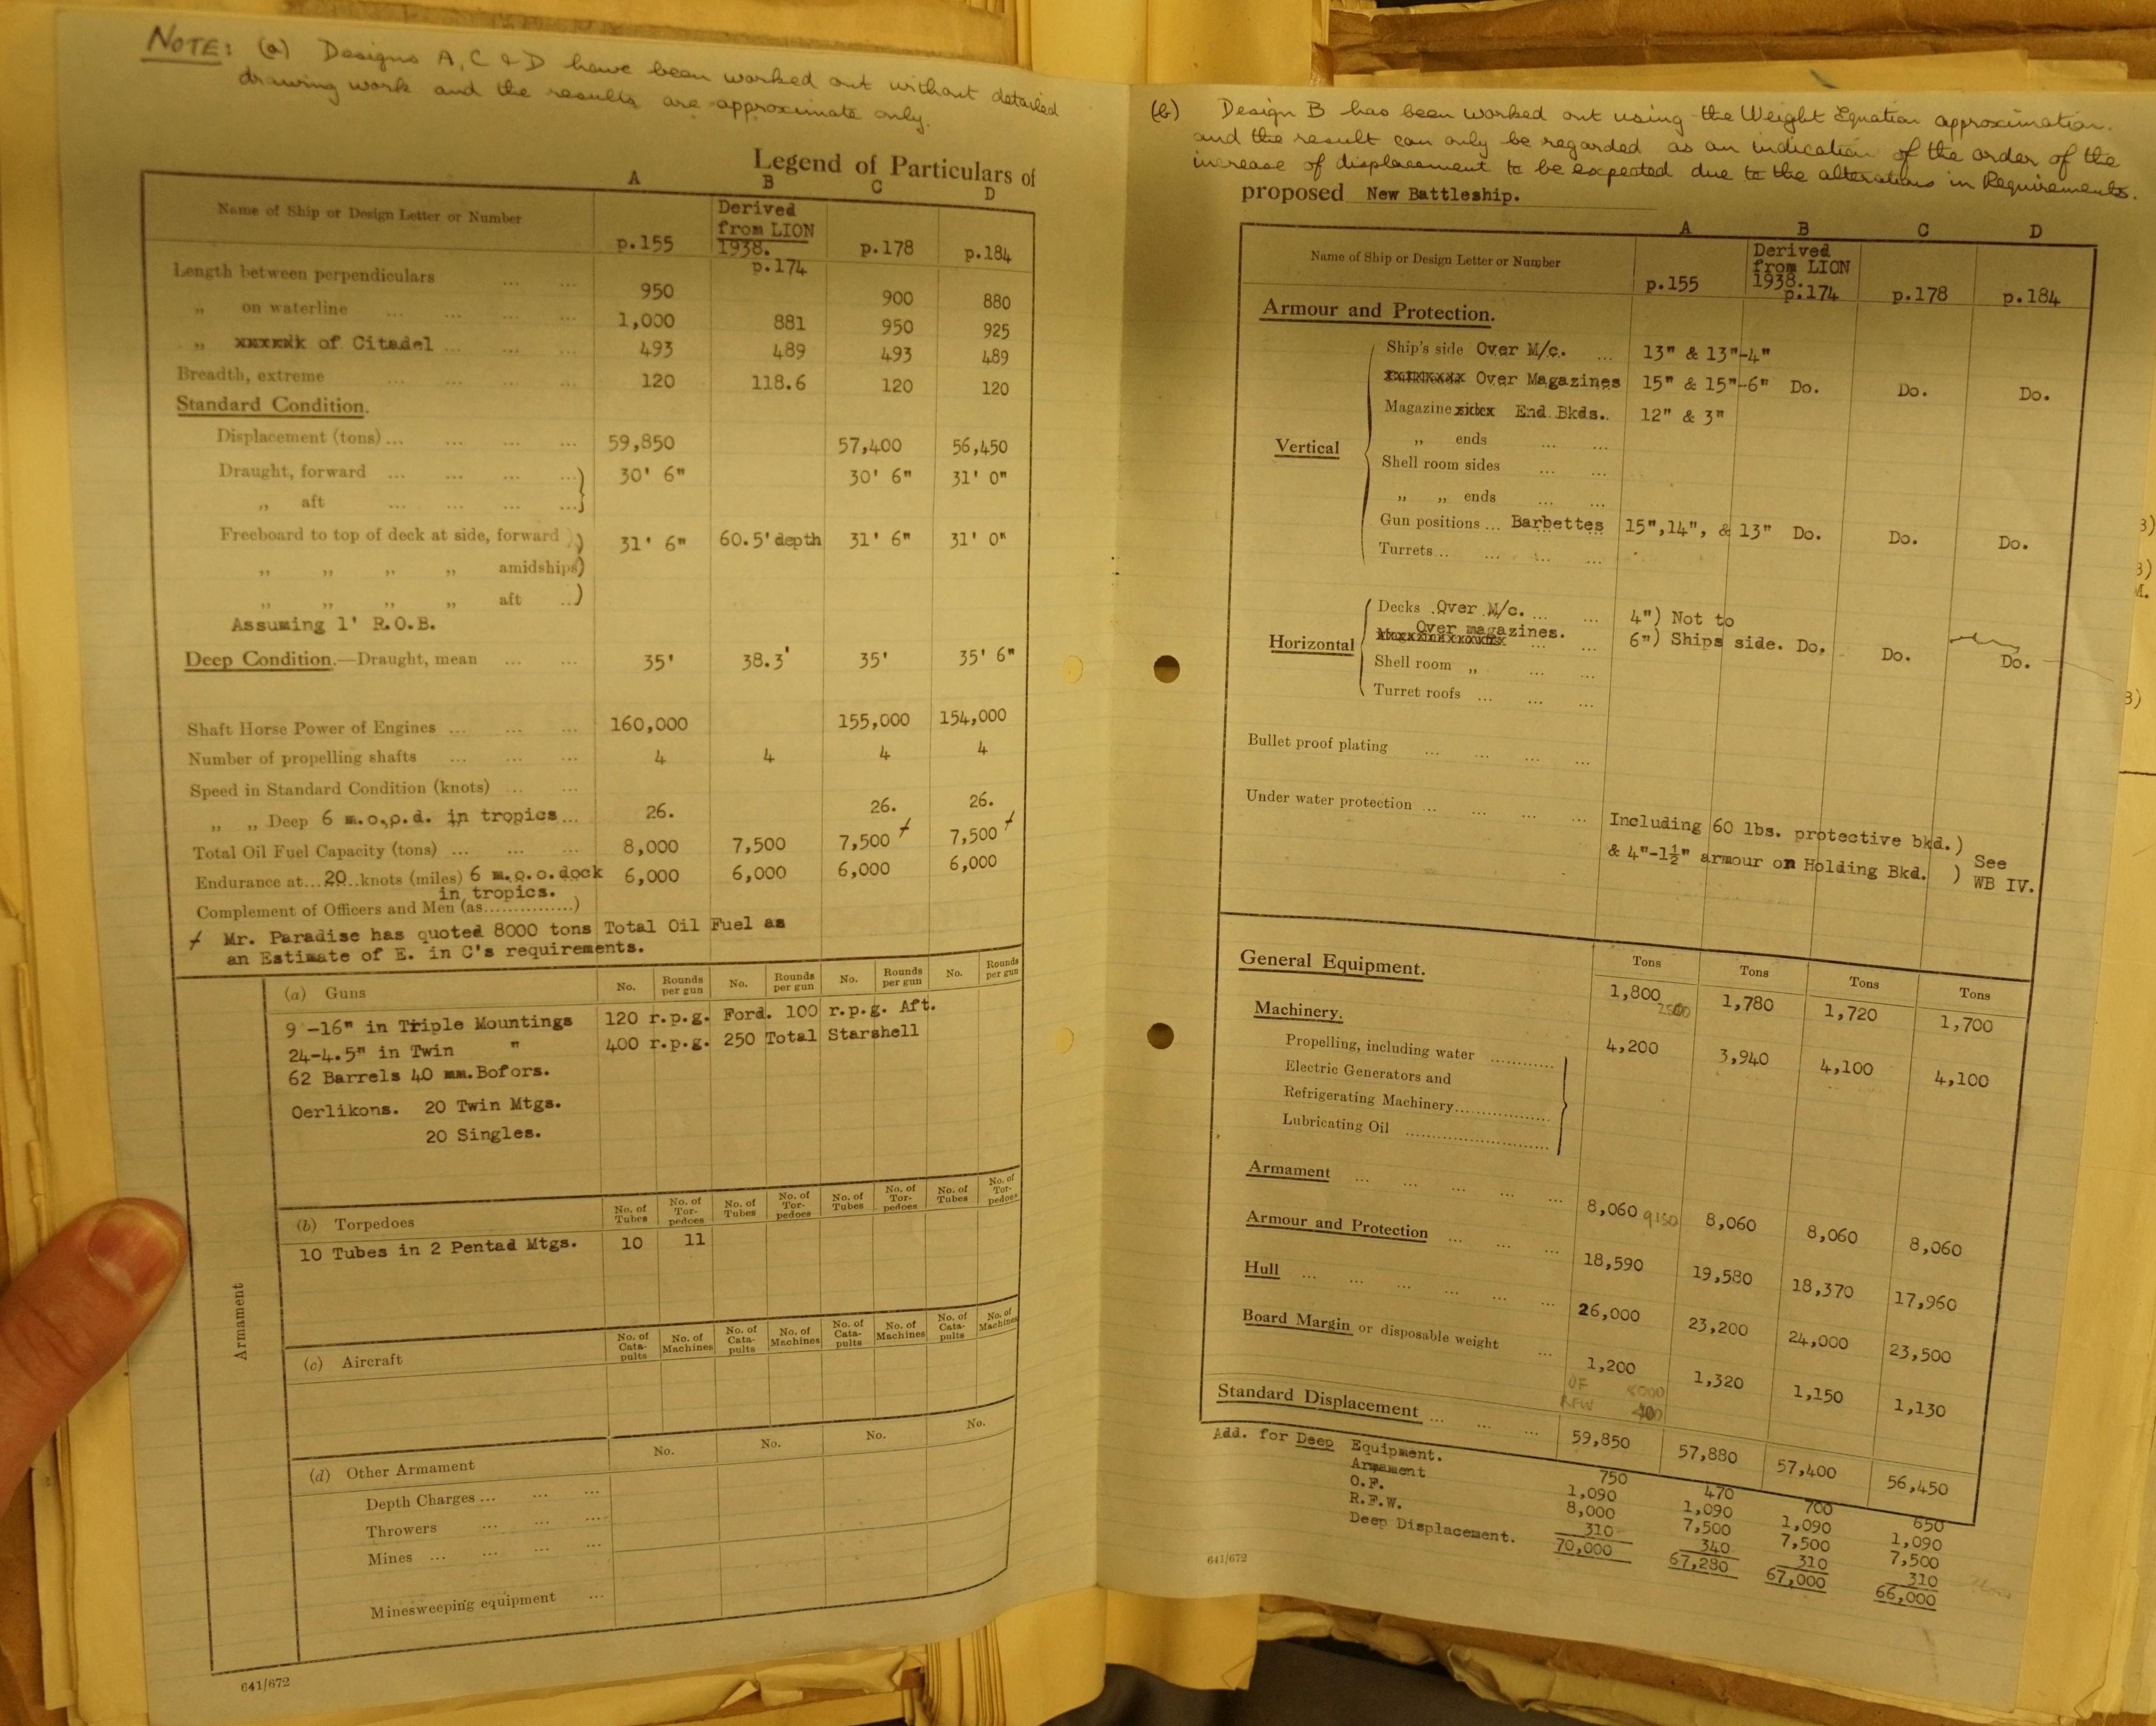 NOTE: (a) Designs A, C & D have been worked out without detailed
drawing work and the results are approximate only.
Legend of Particulars of
A B C D
Name of Ship or Design Letter or Number p.155 Derived from LION 1938. p.174 p.178 p.184
Length between perpendiculars ... ... 950 900 880
„ on waterline ... ... ... ... 1,000 881 950 925
„ xxxxxk of Citadel ... ... ... 493 489 493 489
Breadth, extreme ... ... ... ... 120 118.6 120 120
Standard Condition.
Displacement (tons) ... ... ... ... 59,850 57,400 56,450
Draught, forward ... ... ... ...) 30' 6" 30' 6" 31' 0"
„ aft ... ... ... ...}
Freeboard to top of deck at side, forward ) 31' 6" 60.5' depth 31' 6" 31' 0"
„ „ „ „ amidships)
„ „ „ „ aft ..)
Assuming 1' R.O.B.
Deep Condition.—Draught, mean ... ... 35' 38.3' 35' 35' 6"
Shaft Horse Power of Engines ... ... ... 160,000 155,000 154,000
Number of propelling shafts ... ... ... 4 4 4 4
Speed in Standard Condition (knots) ... ...
„ „ Deep 6 m.o.p.d. in tropics ... 26. 26. 26.
Total Oil Fuel Capacity (tons) ... ... ... 8,000 7,500 7,500 ⨍ 7,500 ⨍
Endurance at...20..knots (miles) 6 m.o.o.dock 6,000 6,000 6,000 6,000
in tropics.
Complement of Officers and Men (as...............)
⨍ Mr. Paradise has quoted 8000 tons Total Oil Fuel as
an Estimate of E. in C's requirements.
Armament
(a) Guns No. Rounds per gun No. Rounds per gun No. Rounds per gun No. Rounds per gun
9 -16" in Triple Mountings 120 r.p.g. Ford. 100 r.p.g. Aft.
24-4.5" in Twin " 400 r.p.g. 250 Total Starshell
62 Barrels 40 mm.Bofors.
Oerlikons. 20 Twin Mtgs.
20 Singles.
(b) Torpedoes No. of Tubes No. of Tor- pedoes No. of Tubes No. of Tor- pedoes No. of Tubes No. of Tor- pedoes No. of Tubes No. of Tor- pedoes
10 Tubes in 2 Pentad Mtgs. 10 11
(c) Aircraft No. of Cata- pults No. of Machines No. of Cata- pults No. of Machines No. of Cata- pults No. of Machines No. of Cata- pults No. of Machines
(d) Other Armament No. No. No. No.
Depth Charges ... ... ...
Throwers ... ...
Mines ... ... ...
Minesweeping equipment ...
641/672
(b) Design B has been worked out using the Weight Equation approximation.
and the result can only be regarded as an indication of the order of the
increase of displacement to be expected due to the alterations in Requirements.
proposed New Battleship.
A B C D
Name of Ship or Design Letter or Number p.155 Derived from LION 1938. p.174 p.178 p.184
Armour and Protection.
Vertical
Ship's side Over M/c. ... 13" & 13"-4"
Over Magazines 15" & 15"-6" Do. Do. Do.
Magazine xidex End Bkds.. 12" & 3"
„ ends ... ...
Shell room sides ... ...
„ „ ends ... ...
Gun positions ... Barbettes 15",14", & 13" Do. Do. Do.
Turrets... ... ... ...
Horizontal
Decks .Over M/c. ... ... 4") Not to
Over magazines. ... ... 6") Ships side. Do. Do. Do.
Shell room „ ... ...
Turret roofs ... ... ...
Bullet proof plating ... ... ... ...
Under water protection ... ... ... ... Including 60 lbs. protective bkd.) See
& 4"-1½" armour on Holding Bkd. ) WB IV.
Tons Tons Tons Tons
General Equipment. 1,800 1,780 1,720 1,700
Machinery. 4,200 3,940 4,100 4,100
Propelling, including water ............
Electric Generators and
Refrigerating Machinery..................
Lubricating Oil ...........................
Armament ... ... ... ... ... 8,060 9150 8,060 8,060 8,060
Armour and Protection ... ... ... 18,590 19,580 18,370 17,960
Hull ... ... ... ... ... ... 26,000 23,200 24,000 23,500
Board Margin or disposable weight ... 1,200 1,320 1,150 1,130
OF 8000
RFW
Standard Displacement ... ... ... 59,850 57,880 57,400 56,450
Add. for Deep Equipment. 750 470 700 650
Armament 1,090 1,090 1,090 1,090
O.F. 8,000 7,500 7,500 7,500
R.F.W. 310 340 310 310
Deep Displacement. 70,000 67,280 67,000 66,000
641/672
3)
3)
M.
3)